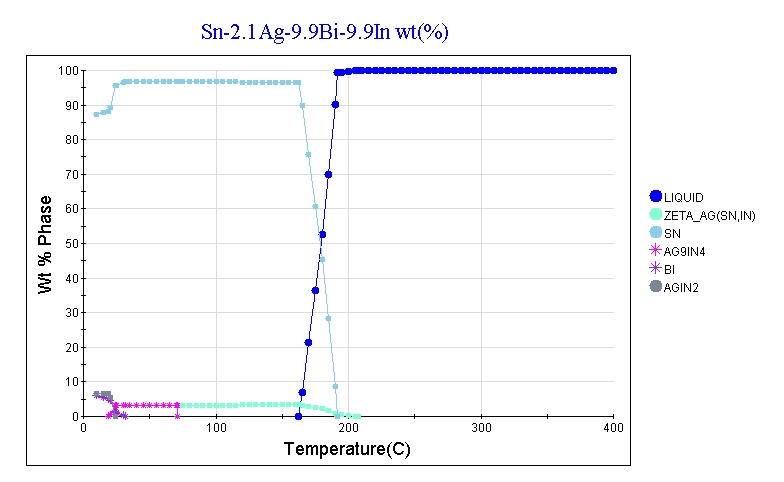 Sn-2.1Ag-9.9Bi-9.9In wt(%)
100
90
80
70
60
50
40
30
20
10
0
Wt % Phase
0
100
200
300
400
Temperature(C)
LIQUID
ZETA_AG(SN,IN)
SN
AG9IN4
BI
AGIN2